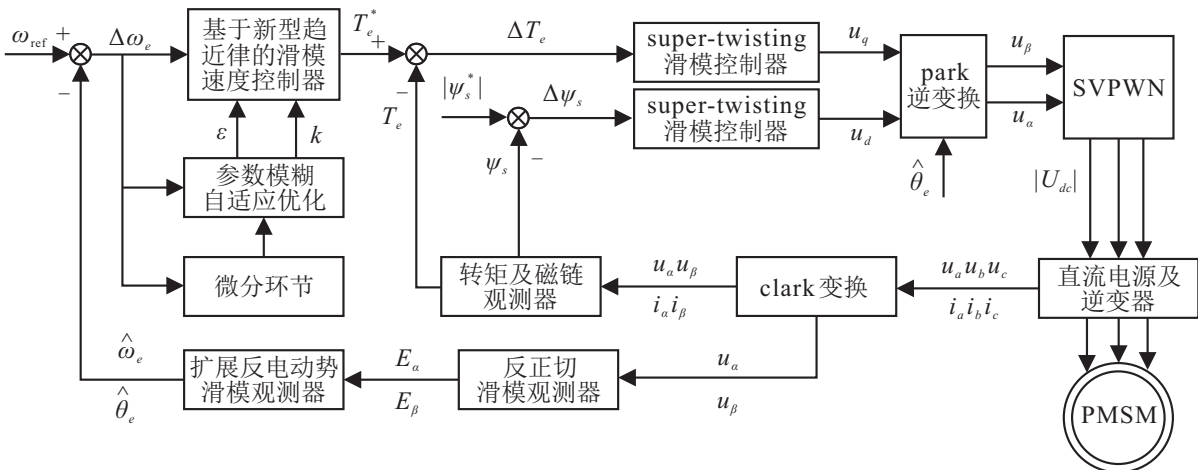 ω_ref + Δω_e
−
基于新型趋
近律的滑模
速度控制器
T_e^* +
−
T_e
ΔT_e
super-twisting
滑模控制器
u_q
|ψ_s^*|
Δψ_s
ψ_s −
super-twisting
滑模控制器
u_d
park
逆变换
\hat{θ}_e
u_β
u_α
SVPWN
|U_dc|
ε k
参数模糊
自适应优化
微分环节
转矩及磁链
观测器
u_α u_β
i_α i_β
clark变换
u_a u_b u_c
i_a i_b i_c
直流电源及
逆变器
\hat{ω}_e
\hat{θ}_e
扩展反电动势
滑模观测器
E_α
E_β
反正切
滑模观测器
u_α
u_β
PMSM